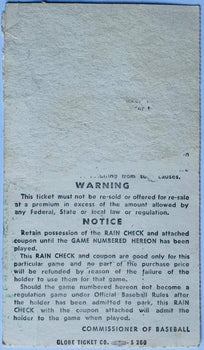 from such causes.
WARNING
This ticket must not be re-sold or offered for re-sale
at a premium in excess of the amount allowed
by any Federal, State or local law or regulation.
NOTICE
Retain possession of the RAIN CHECK and attached
coupon until the GAME NUMBERED HEREON has been
played.
This RAIN CHECK and coupon are good only for this
particular game and no part of the purchase price
will be refunded by reason of the failure of the
holder to use them for that game.
Should the game numbered hereon not become a
regulation game under Official Baseball Rules after
the holder has been admitted to park, this RAIN
CHECK with the coupon attached will admit the
holder to the game when played.
COMMISSIONER OF BASEBALL
GLOBE TICKET CO. 5 260